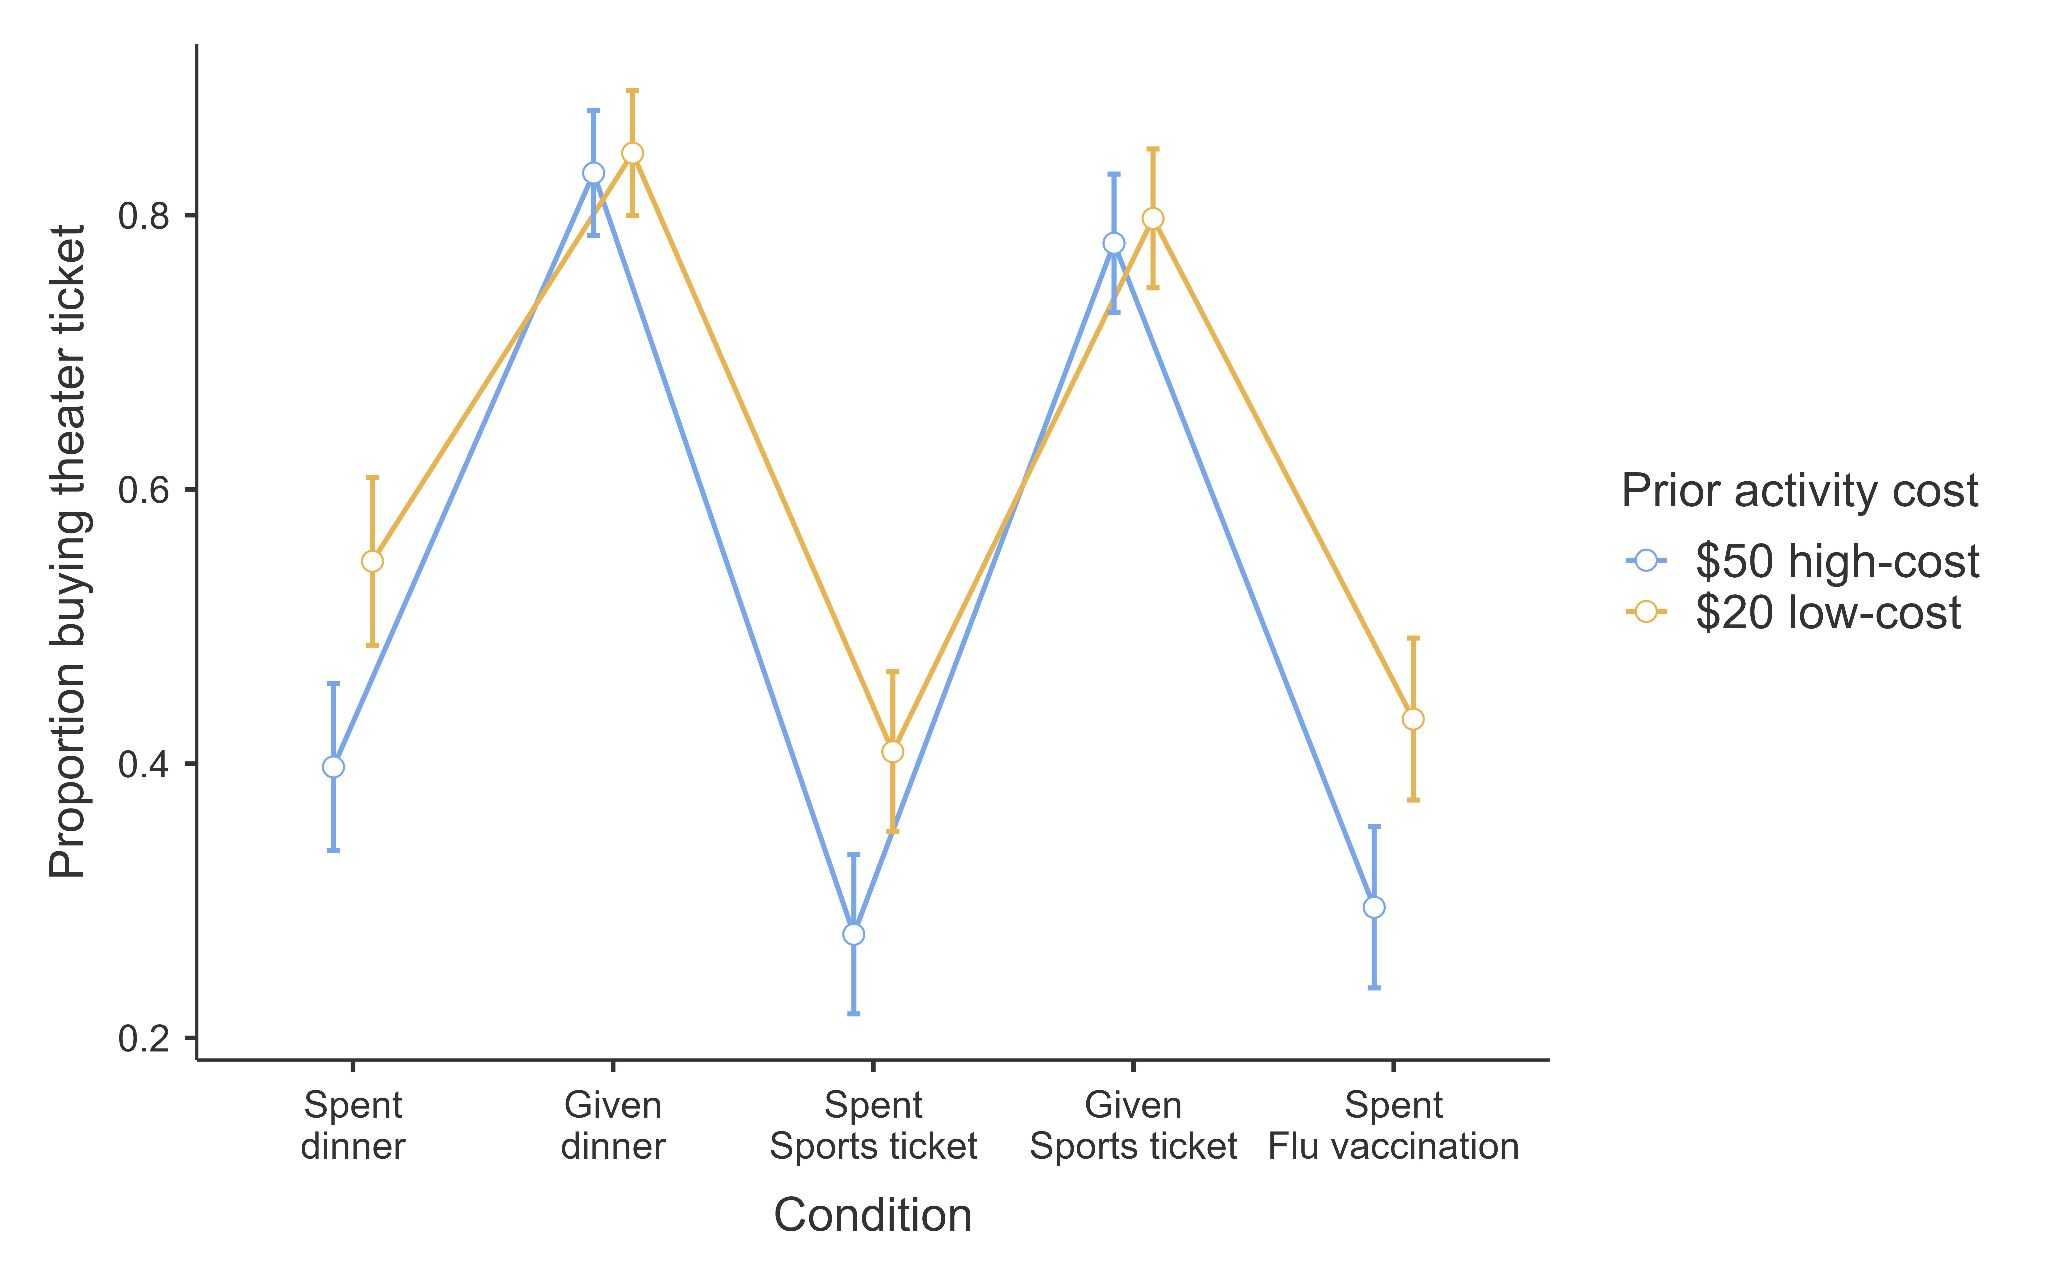 Proportion buying theater ticket
0.8
0.6
0.4
0.2
Spent
dinner
Given
dinner
Spent
Sports ticket
Given
Sports ticket
Spent
Flu vaccination
Condition
Prior activity cost
$50 high-cost
$20 low-cost